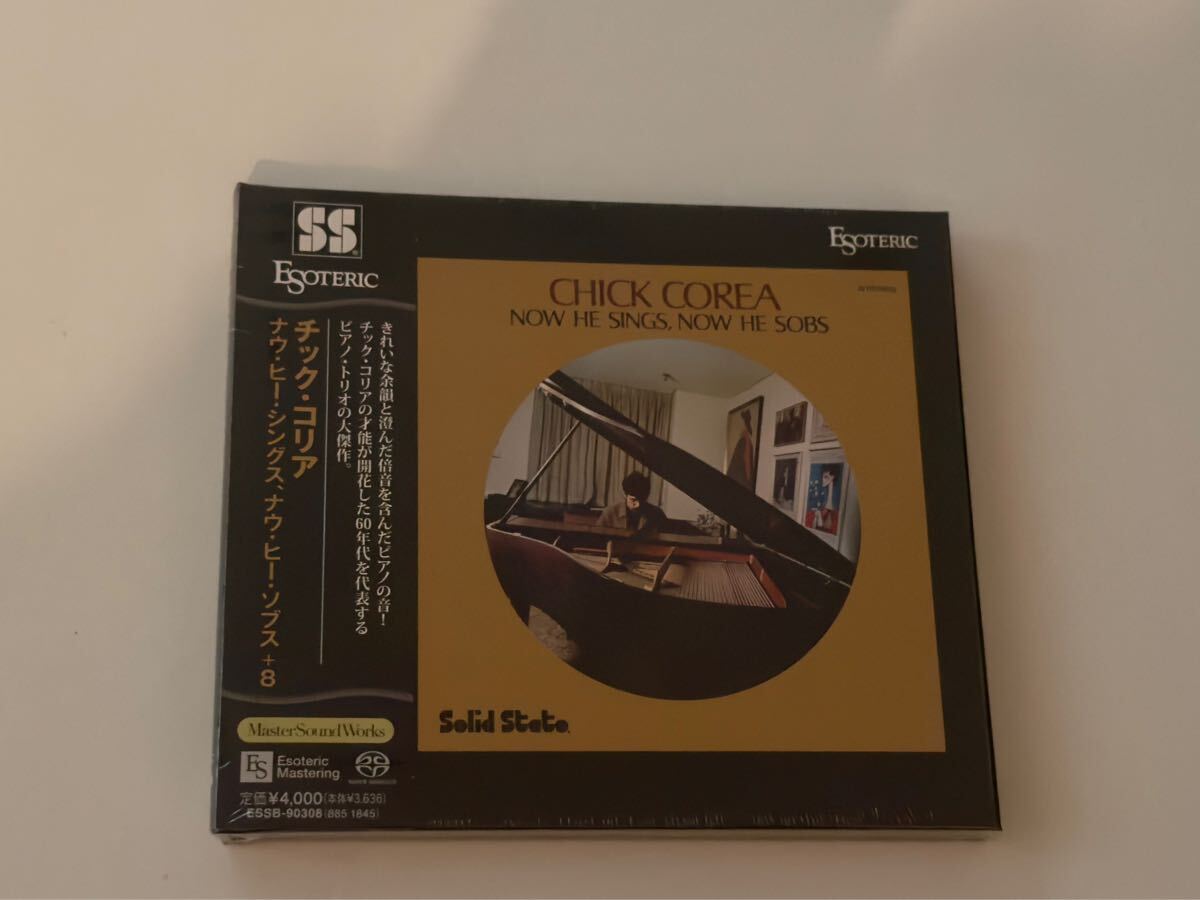 SS
ESOTERIC
チック・コリア
ナウ・ヒー・シングス、ナウ・ヒー・ソブス +8
きれいな余韻と澄んだ倍音を含んだピアノの音！
チック・コリアの才能が開花した60年代を代表する
ピアノ・トリオの大傑作。
MasterSoundWorks
ES
Esoteric
Mastering
定価¥4,000(本体¥3,636)
ESSB-90308 (885 1845)
ESOTERIC
CHICK COREA
NOW HE SINGS, NOW HE SOBS
Solid State